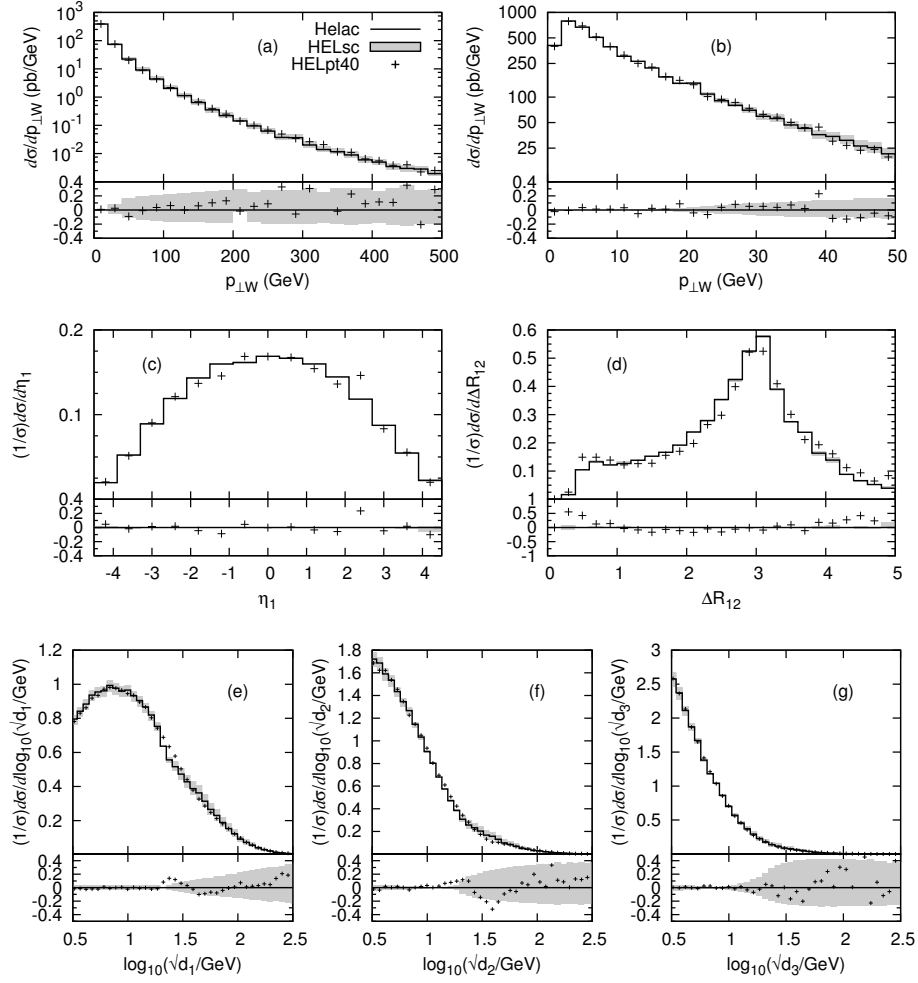 10³
10²
10¹
10⁰
10⁻¹
10⁻²
0.4
0.2
0
-0.2
-0.4
0 100 200 300 400 500
p⊥W (GeV)
dσ/dp⊥W (pb/GeV)
Helac
HELsc
HELpt40
(a)
1000
500
250
100
50
25
0.4
0.2
0
-0.2
-0.4
0 10 20 30 40 50
p⊥W (GeV)
dσ/dp⊥W (pb/GeV)
(b)
0.2
0.1
0.4
0.2
0
-0.2
-0.4
-4 -3 -2 -1 0 1 2 3 4
η₁
(1/σ)dσ/dη₁
(c)
0.6
0.5
0.4
0.3
0.2
0.1
1
0.5
0
-0.5
-1
0 1 2 3 4 5
ΔR₁₂
(1/σ)dσ/dΔR₁₂
(d)
1.2
1
0.8
0.6
0.4
0.2
0.4
0.2
0
-0.2
-0.4
0.5 1 1.5 2 2.5
log₁₀(√d₁/GeV)
(1/σ)dσ/dlog₁₀(√d₁/GeV)
(e)
1.8
1.6
1.4
1.2
1
0.8
0.6
0.4
0.2
0.4
0.2
0
-0.2
-0.4
0.5 1 1.5 2 2.5
log₁₀(√d₂/GeV)
(1/σ)dσ/dlog₁₀(√d₂/GeV)
(f)
3
2.5
2
1.5
1
0.5
0.4
0.2
0
-0.2
-0.4
0.5 1 1.5 2 2.5
log₁₀(√d₃/GeV)
(1/σ)dσ/dlog₁₀(√d₃/GeV)
(g)